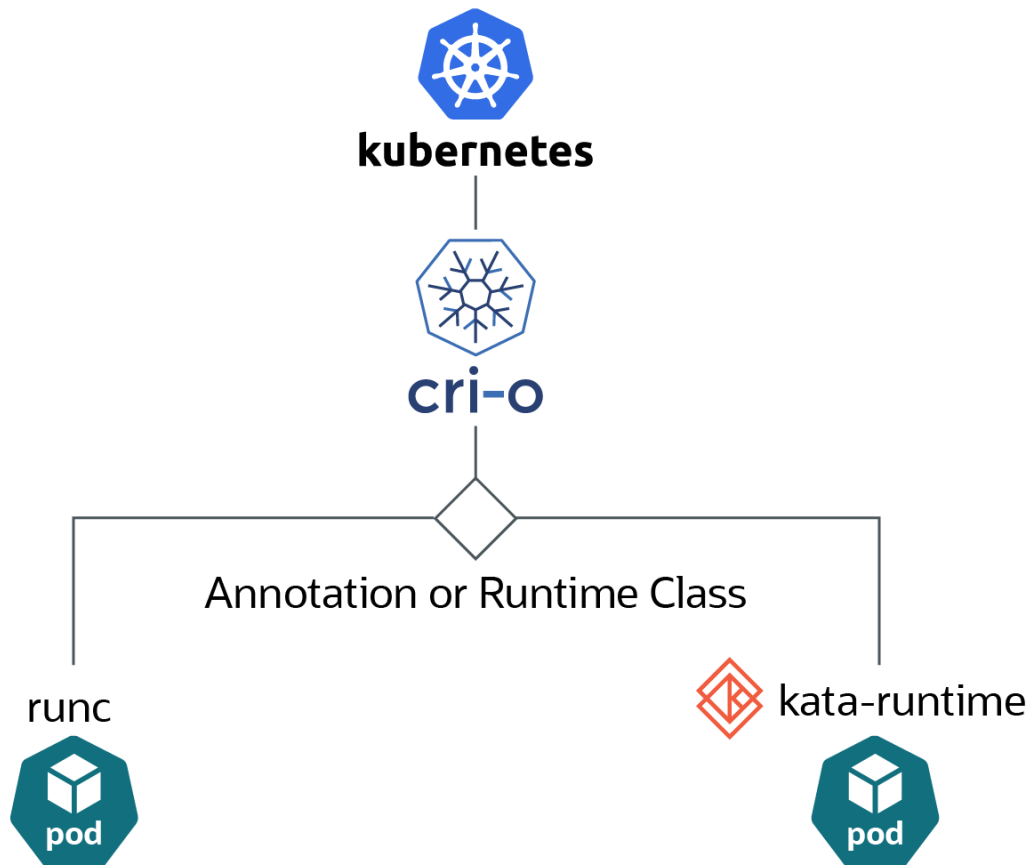 kubernetes
cri-o
Annotation or Runtime Class
runc
kata-runtime
pod
pod